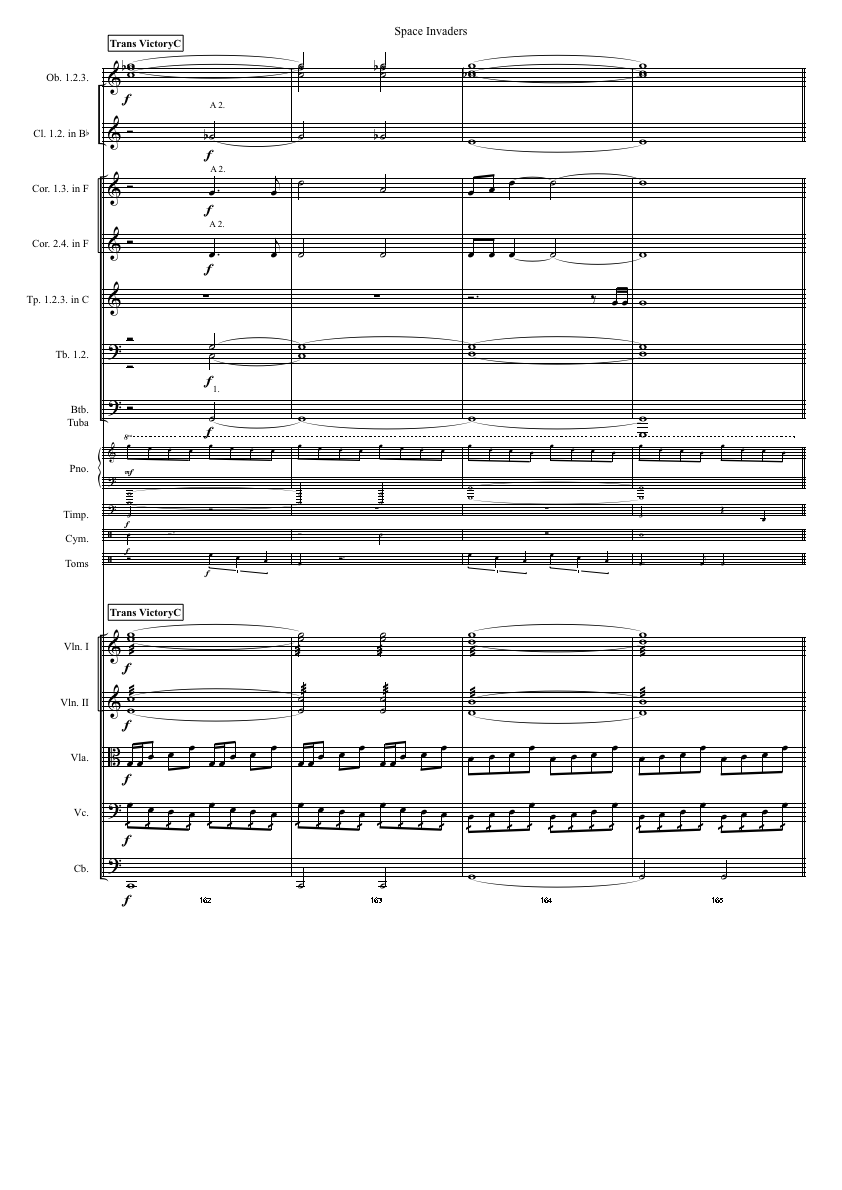 Space Invaders
Trans VictoryC
Ob. 1.2.3.
f
A 2.
Cl. 1.2. in B♭
f
A 2.
Cor. 1.3. in F
f
A 2.
Cor. 2.4. in F
f
Tp. 1.2.3. in C
Tb. 1.2.
f
1.
Btb.
Tuba
f
8va
Pno.
mf
Timp.
f
Cym.
f
Toms
f
Trans VictoryC
Vln. I
f
Vln. II
f
Vla.
f
Vc.
f
Cb.
f
162 163 164 165